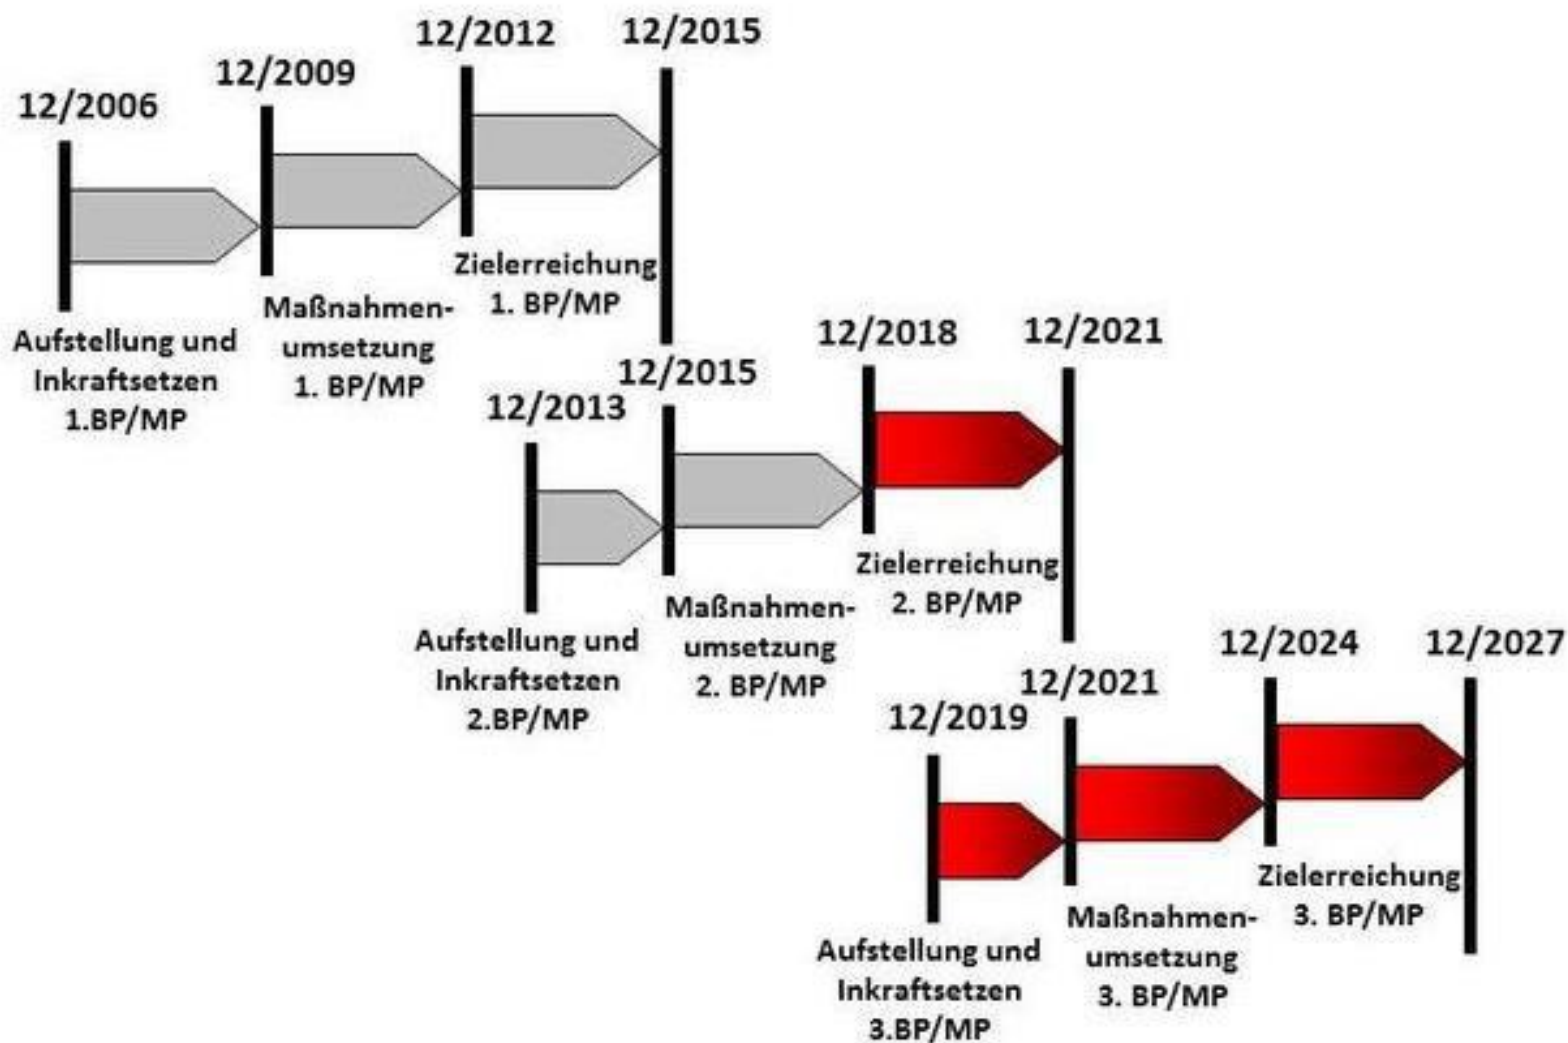 12/2006
12/2009
12/2012
12/2015
Aufstellung und
Inkraftsetzen
1.BP/MP
Maßnahmen-
umsetzung
1. BP/MP
Zielerreichung
1. BP/MP
12/2013
12/2015
12/2018
12/2021
Aufstellung und
Inkraftsetzen
2.BP/MP
Maßnahmen-
umsetzung
2. BP/MP
Zielerreichung
2. BP/MP
12/2019
12/2021
12/2024
12/2027
Aufstellung und
Inkraftsetzen
3.BP/MP
Maßnahmen-
umsetzung
3. BP/MP
Zielerreichung
3. BP/MP